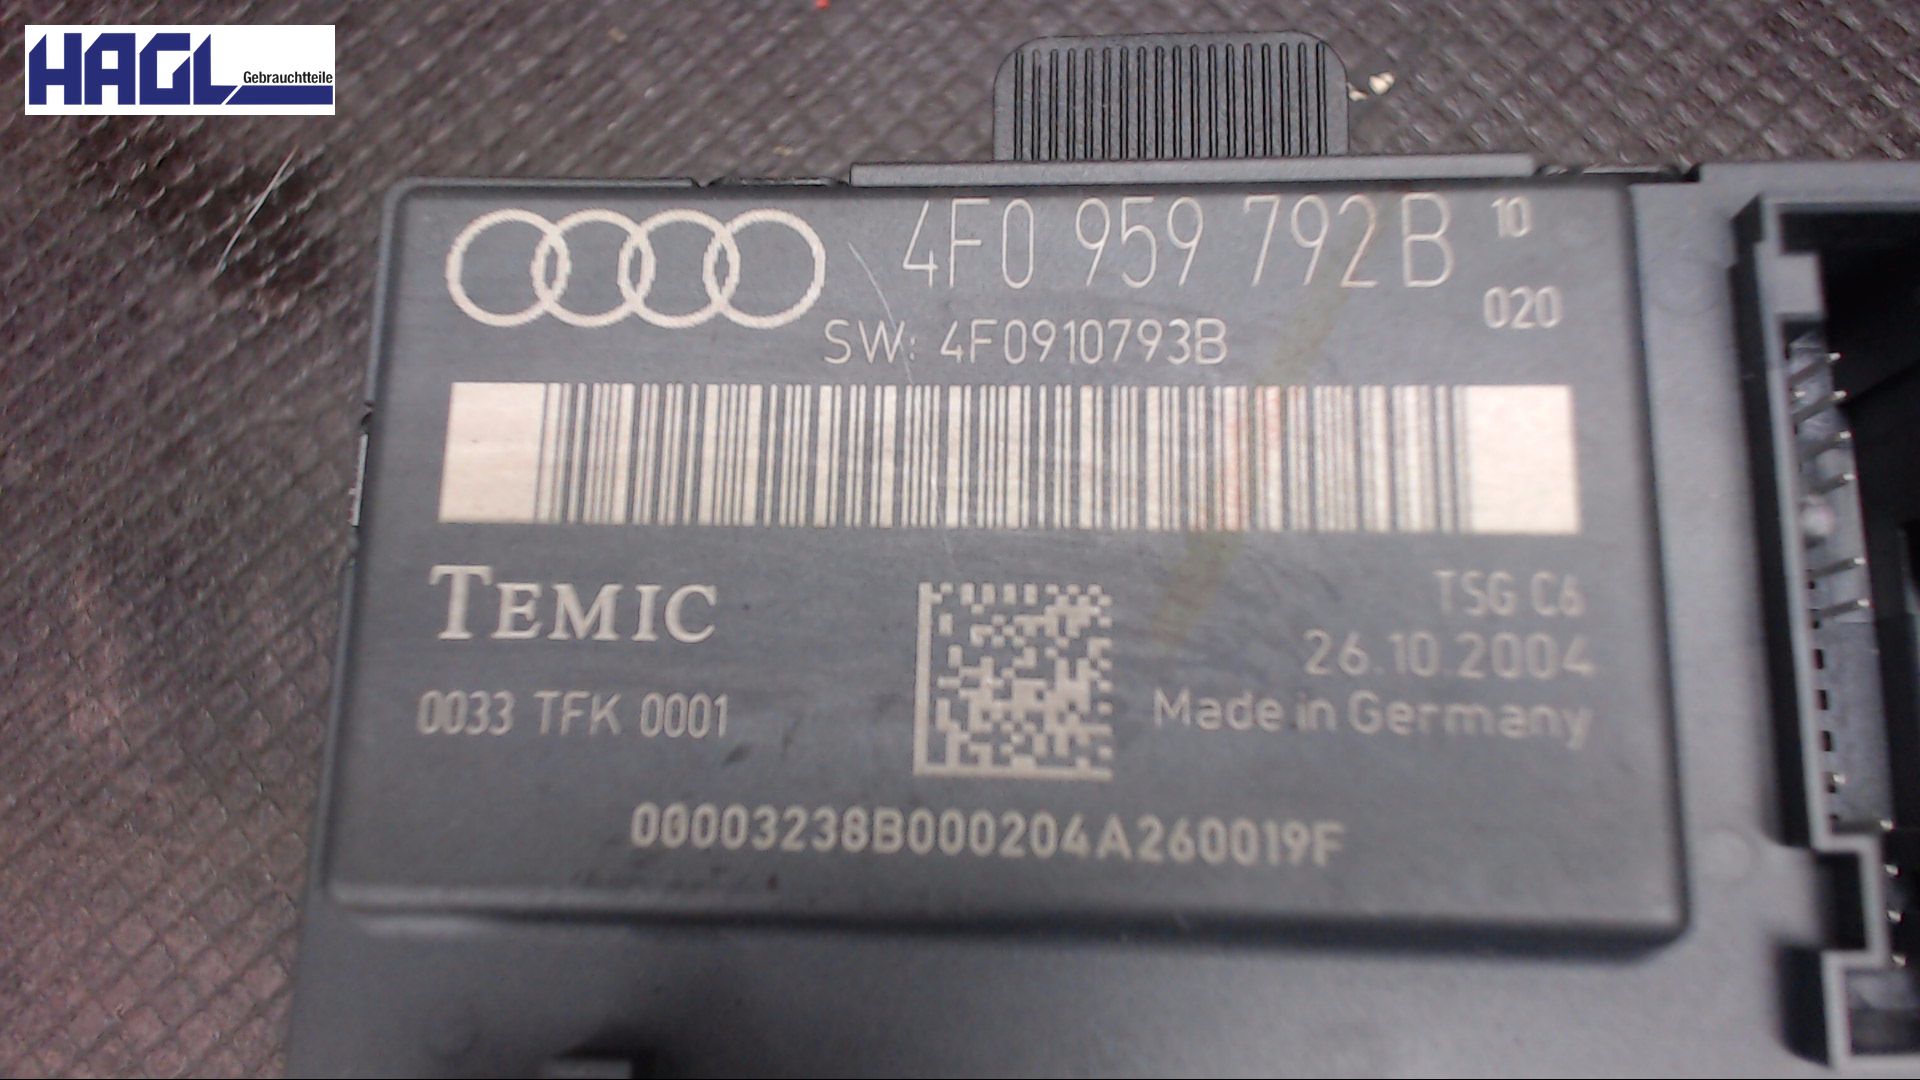 HAGL Gebrauchtteile
4F0 959 792 B 10
020
SW: 4F0910793B
TEMIC
TSG C6
26.10.2004
0033 TFK 0001
Made in Germany
00003238B000204A260019F